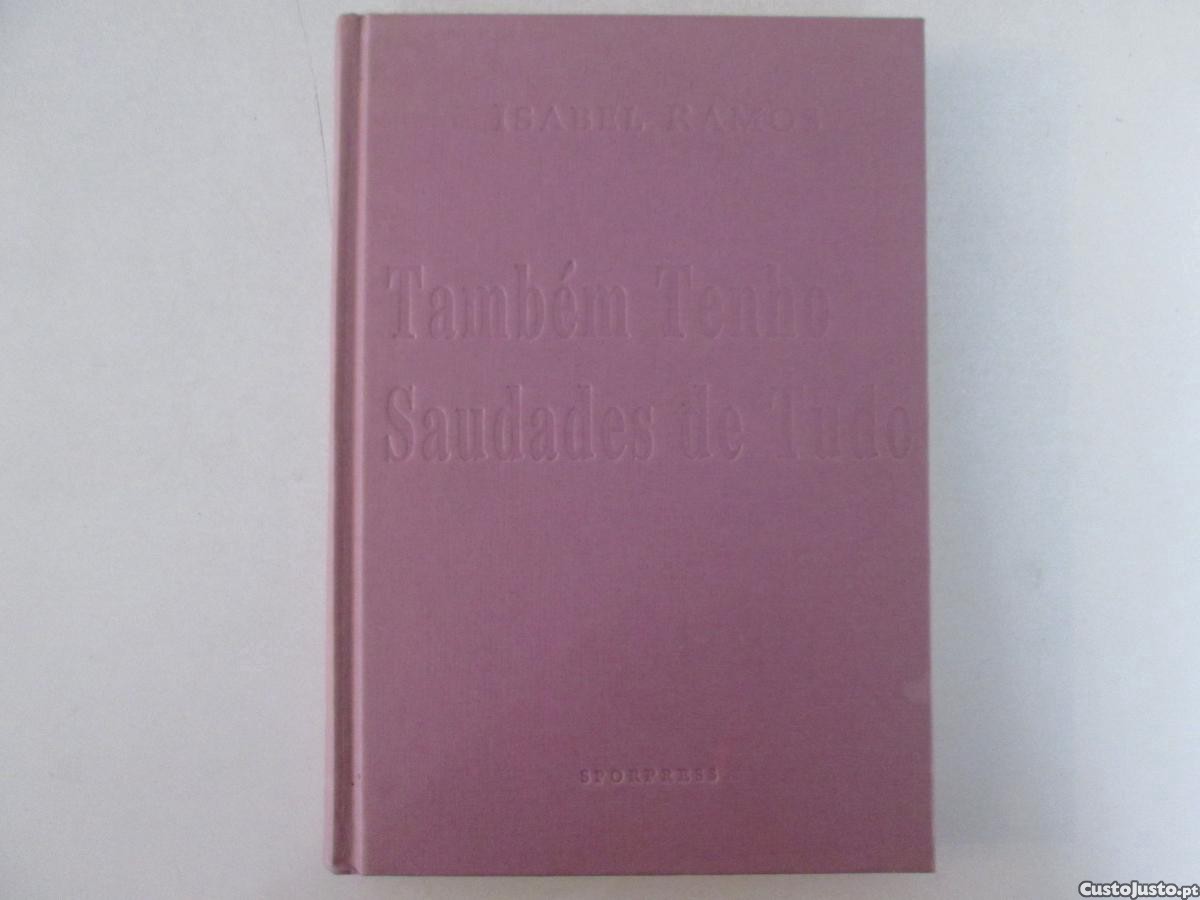 ISABEL RAMOS
Também Tenho
Saudades de Tudo
SPORPRESS
CustoJusto.pt